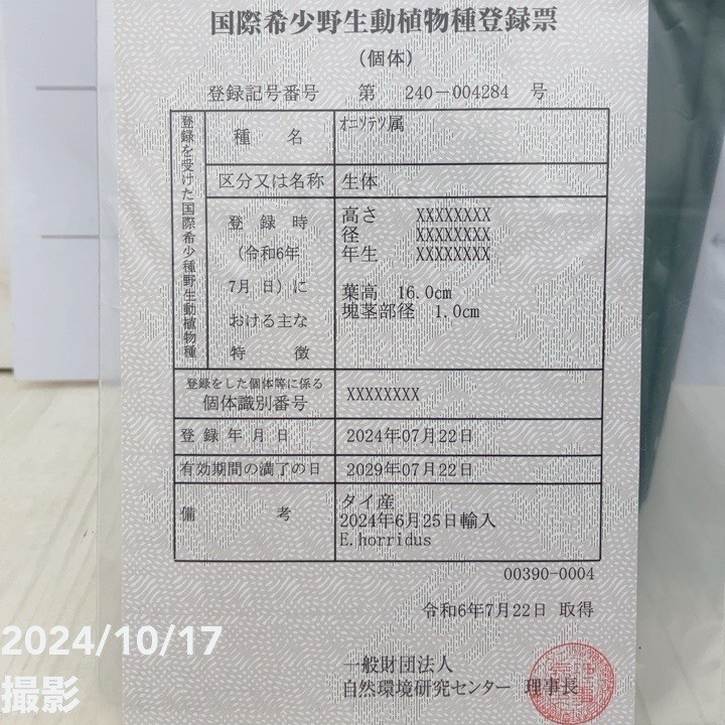 国際希少野生動植物種登録票
（個体）
登録記号番号 第 240-004284 号
登録を受けた国際希少種野生動植物種
種 名 ｵﾆｿﾃﾂ属
区分又は名称 生体
登 録 時
（令和6年
7月 日）に
おける主な
特 徴
高さ XXXXXXXX
径 XXXXXXXX
年生 XXXXXXXX
葉高 16.0cm
塊茎部径 1.0cm
登録をした個体等に係る
個体識別番号 XXXXXXXX
登 録 年 月 日 2024年07月22日
有効期間の満了の日 2029年07月22日
備 考
タイ産
2024年6月25日輸入
E.horridus
00390-0004
令和6年7月22日 取得
一般財団法人
自然環境研究センター 理事長
2024/10/17
撮影